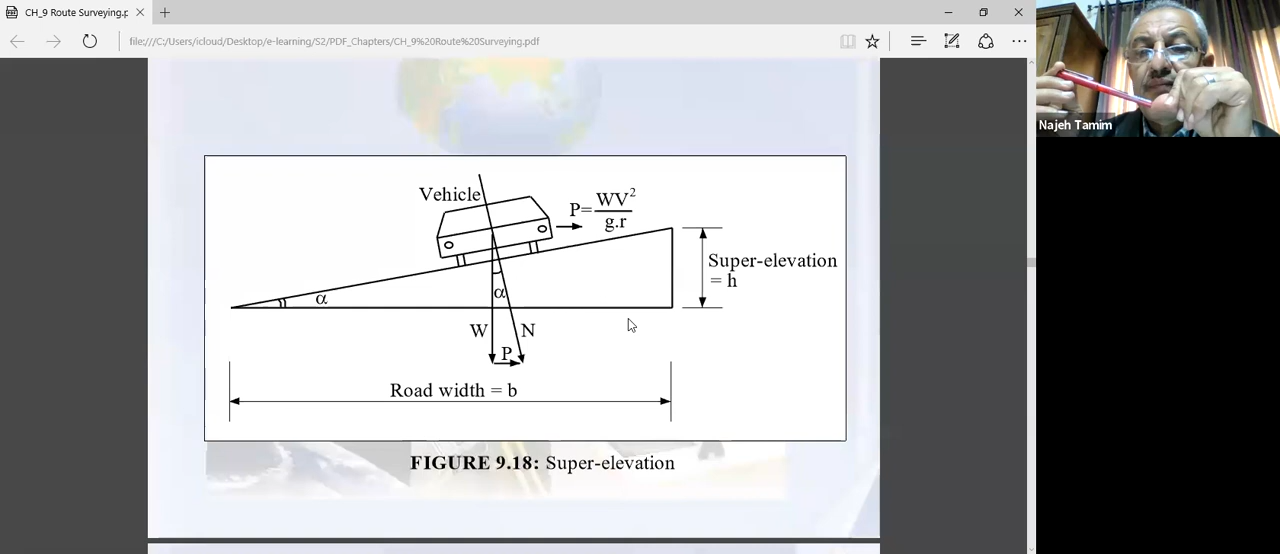 CH_9 Route Surveying.p
file:///C:/Users/icloud/Desktop/e-learning/S2/PDF_Chapters/CH_9%20Route%20Surveying.pdf
Najeh Tamim
Vehicle
P=WV²/g.r
Super-elevation
= h
α
α
W
N
P
Road width = b
FIGURE 9.18: Super-elevation